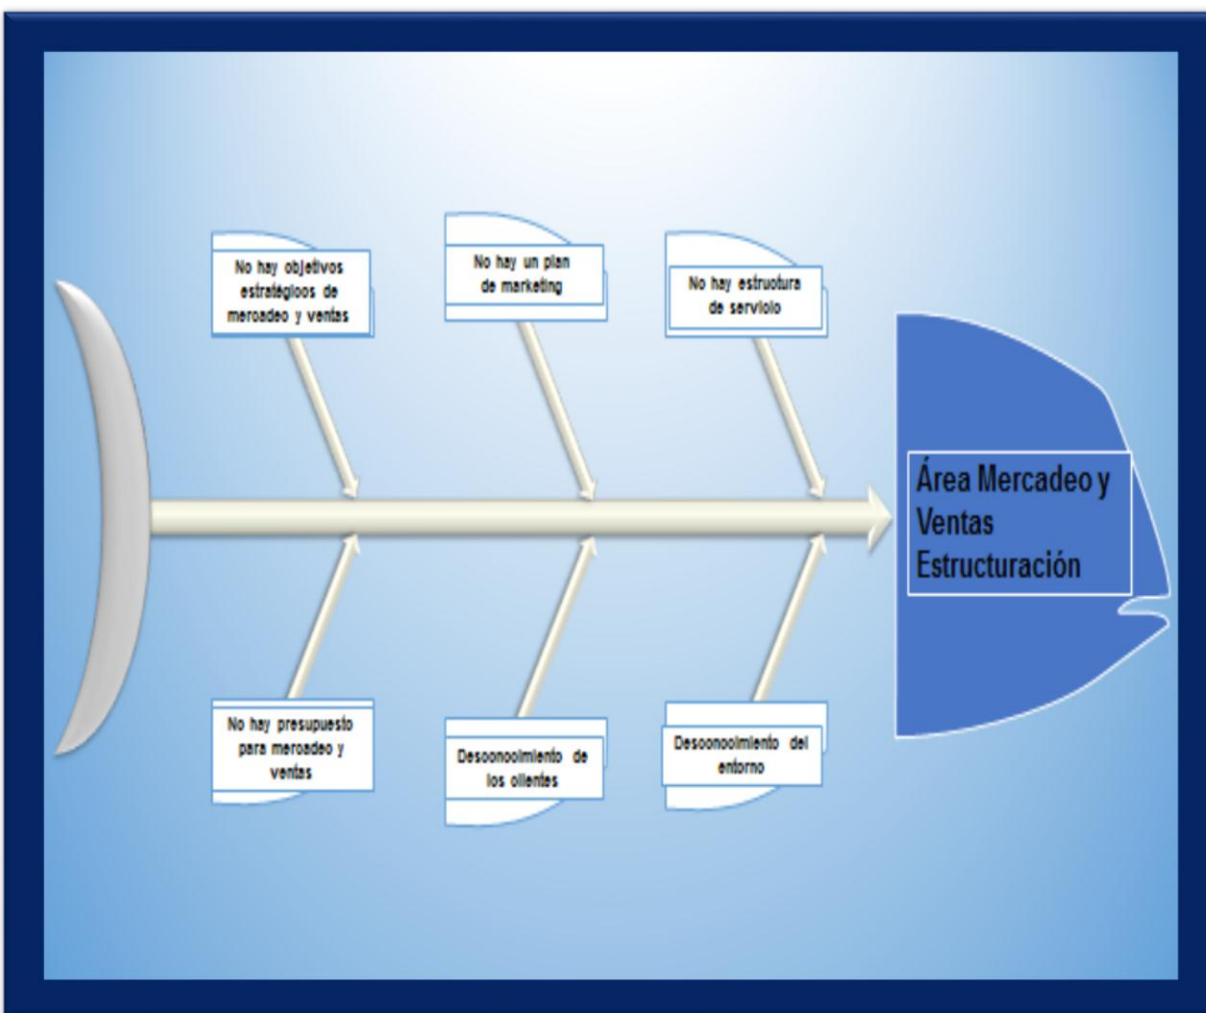 No hay objetivos
estratégicos de
mercadeo y ventas
No hay un plan
de marketing
No hay estructura
de servicio
Área Mercadeo y
Ventas
Estructuración
No hay presupuesto
para mercadeo y
ventas
Desconocimiento de
los clientes
Desconocimiento del
entorno